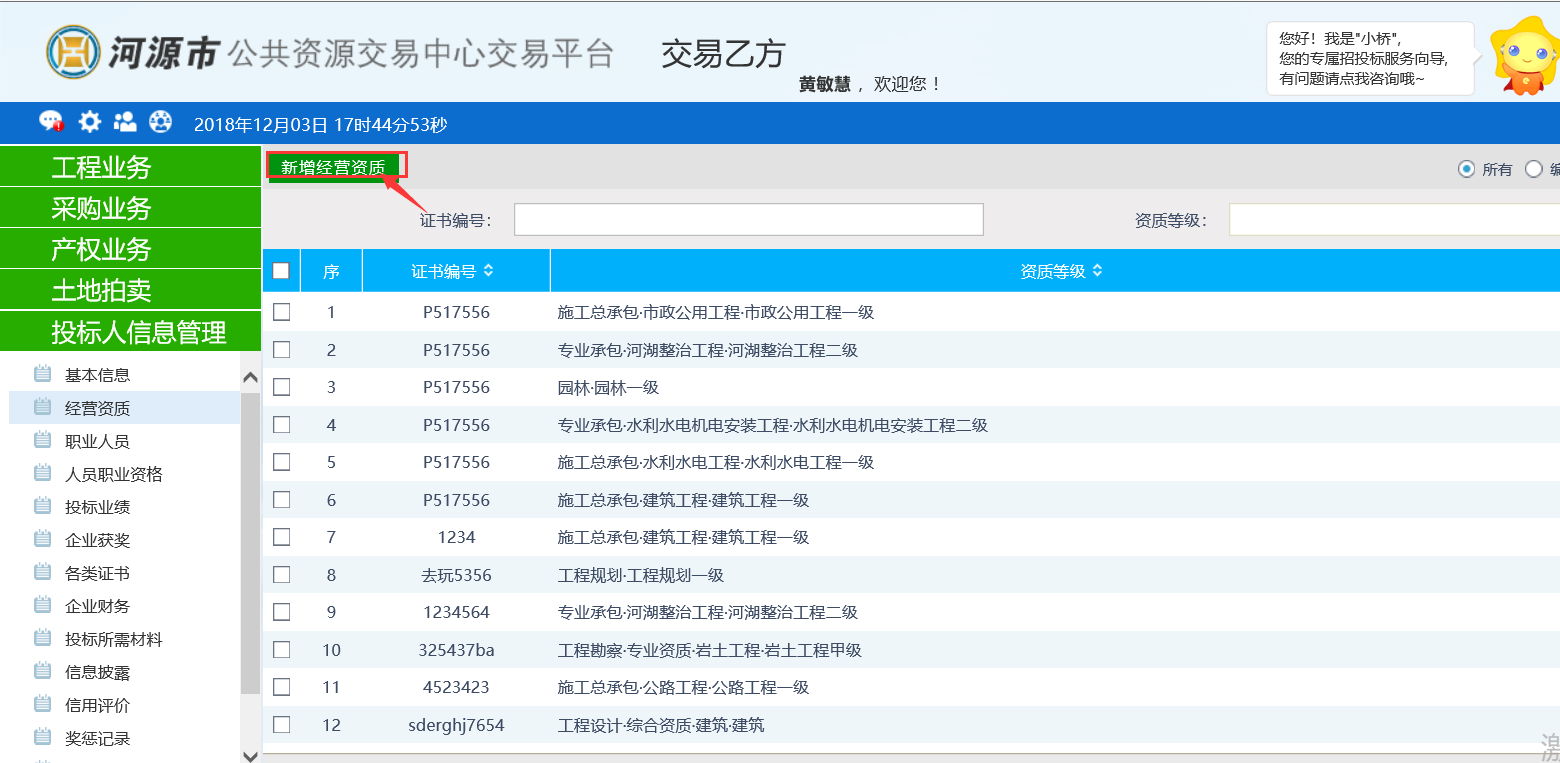 河源市 公共资源交易中心交易平台 交易乙方
黄敏慧 ，欢迎您！
您好！我是"小桥",
您的专属招投标服务向导,
有问题请点我咨询哦~
2018年12月03日 17时44分53秒
工程业务
采购业务
产权业务
土地拍卖
投标人信息管理
基本信息
经营资质
职业人员
人员职业资格
投标业绩
企业获奖
各类证书
企业财务
投标所需材料
信息披露
信用评价
奖惩记录
新增经营资质
所有
证书编号： 资质等级：
序 证书编号 资质等级
1 P517556 施工总承包·市政公用工程·市政公用工程一级
2 P517556 专业承包·河湖整治工程·河湖整治工程二级
3 P517556 园林·园林一级
4 P517556 专业承包·水利水电机电安装工程·水利水电机电安装工程二级
5 P517556 施工总承包·水利水电工程·水利水电工程一级
6 P517556 施工总承包·建筑工程·建筑工程一级
7 1234 施工总承包·建筑工程·建筑工程一级
8 去玩5356 工程规划·工程规划一级
9 1234564 专业承包·河湖整治工程·河湖整治工程二级
10 325437ba 工程勘察·专业资质·岩土工程·岩土工程甲级
11 4523423 施工总承包·公路工程·公路工程一级
12 sderghj7654 工程设计·综合资质·建筑·建筑